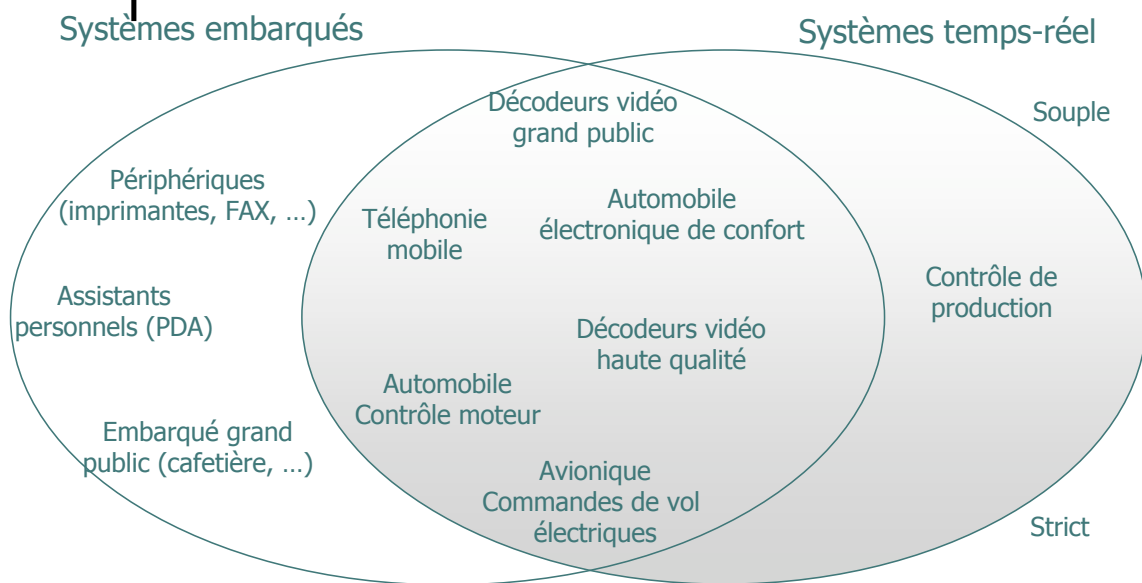 Systèmes embarqués
Systèmes temps-réel
Décodeurs vidéo
grand public
Souple
Périphériques
(imprimantes, FAX, …)
Téléphonie
mobile
Automobile
électronique de confort
Assistants
personnels (PDA)
Contrôle de
production
Décodeurs vidéo
haute qualité
Automobile
Contrôle moteur
Embarqué grand
public (cafetière, …)
Avionique
Commandes de vol
électriques
Strict